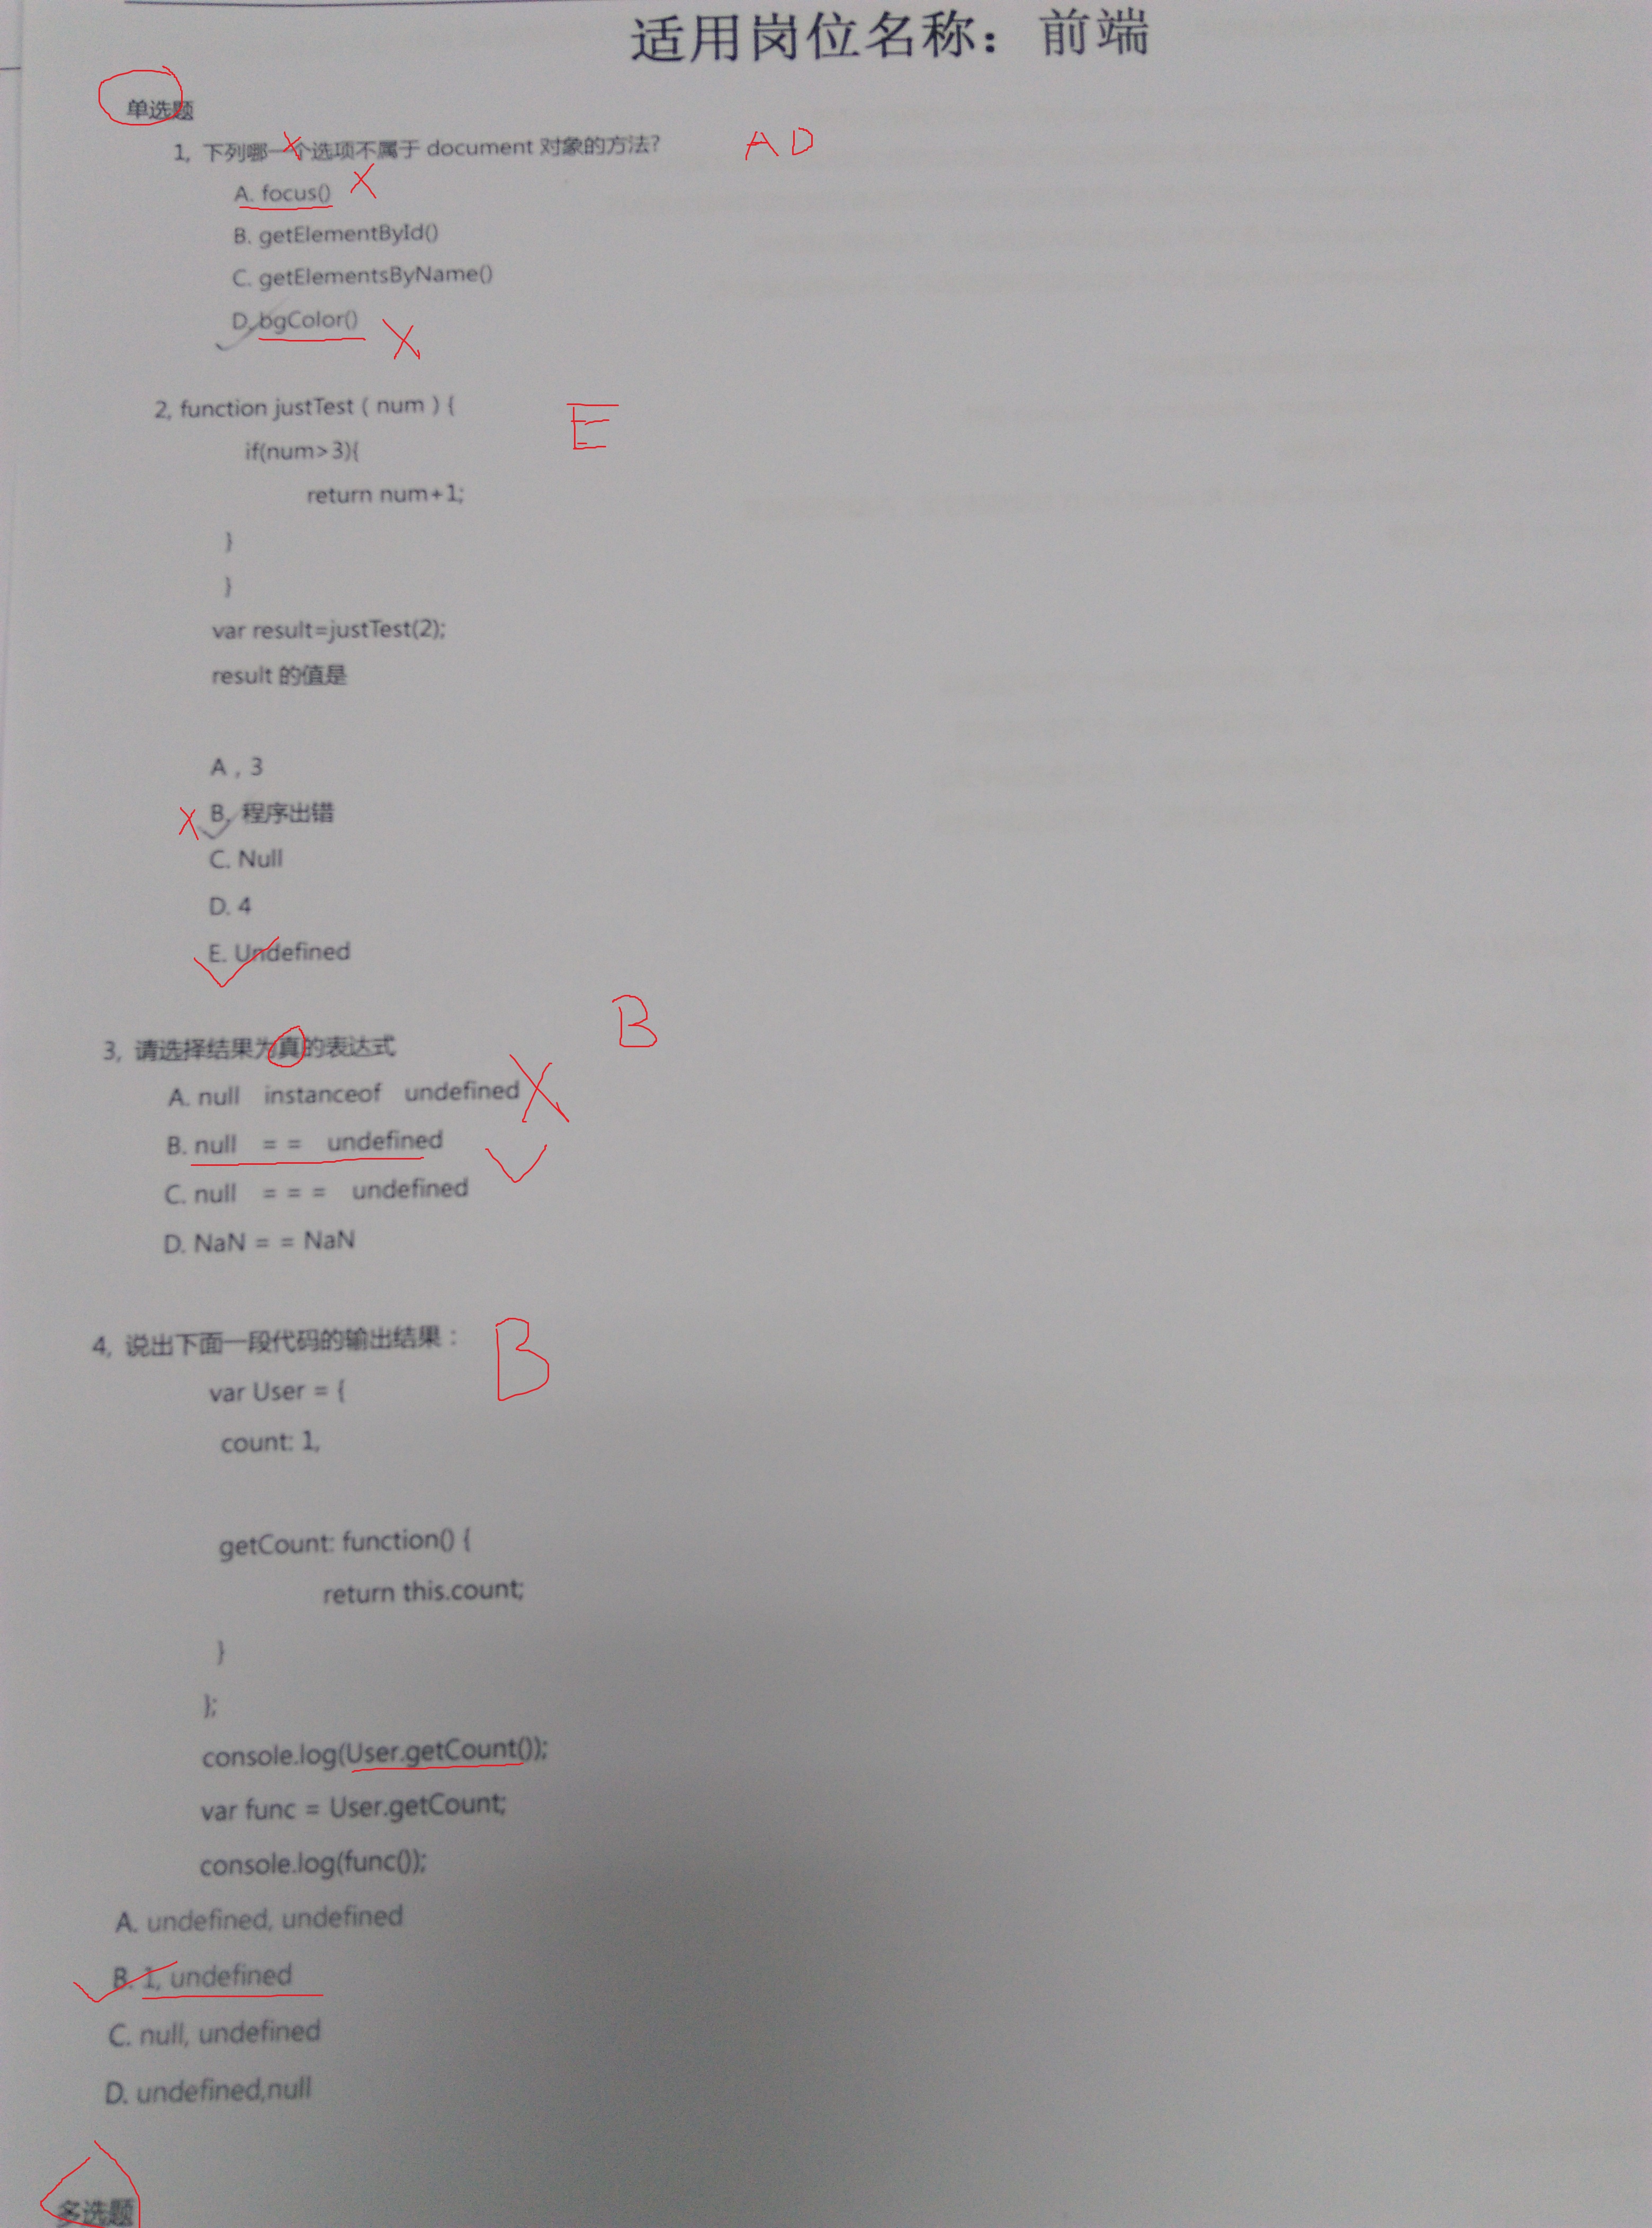 适用岗位名称：前端
单选题
1, 下列哪一个选项不属于 document 对象的方法?
AD
A. focus()
B. getElementById()
C. getElementsByName()
D. bgColor()
2, function justTest ( num ) {
E
if(num>3){
return num+1;
}
}
var result=justTest(2);
result 的值是
A , 3
B. 程序出错
C. Null
D. 4
E. Undefined
B
3, 请选择结果为真的表达式
A. null instanceof undefined
B. null = = undefined
C. null = = = undefined
D. NaN = = NaN
4, 说出下面一段代码的输出结果：
B
var User = {
count: 1,
getCount: function() {
return this.count;
}
};
console.log(User.getCount());
var func = User.getCount;
console.log(func());
A. undefined, undefined
B. 1, undefined
C. null, undefined
D. undefined,null
多选题